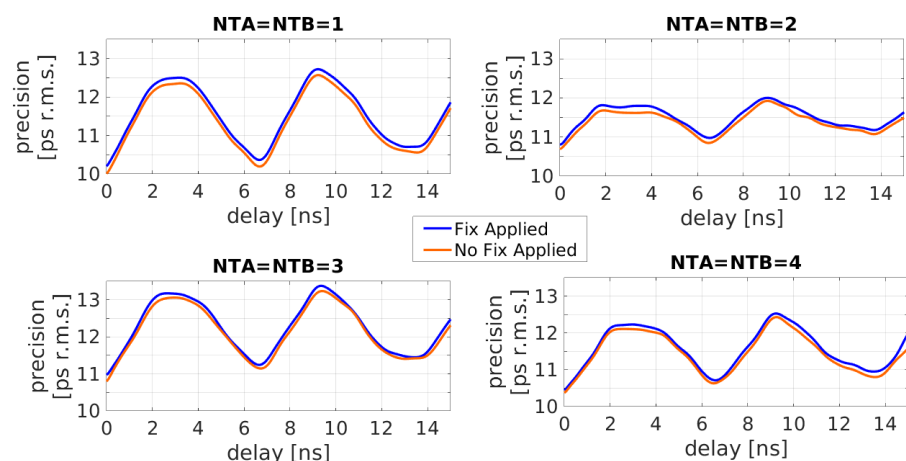 NTA=NTB=1
13
12
11
10
precision
[ps r.m.s.]
0 2 4 6 8 10 12 14
delay [ns]
NTA=NTB=2
13
12
11
10
precision
[ps r.m.s.]
0 2 4 6 8 10 12 14
delay [ns]
Fix Applied
No Fix Applied
NTA=NTB=3
13
12
11
10
precision
[ps r.m.s.]
0 2 4 6 8 10 12 14
delay [ns]
NTA=NTB=4
13
12
11
10
precision
[ps r.m.s.]
0 2 4 6 8 10 12 14
delay [ns]